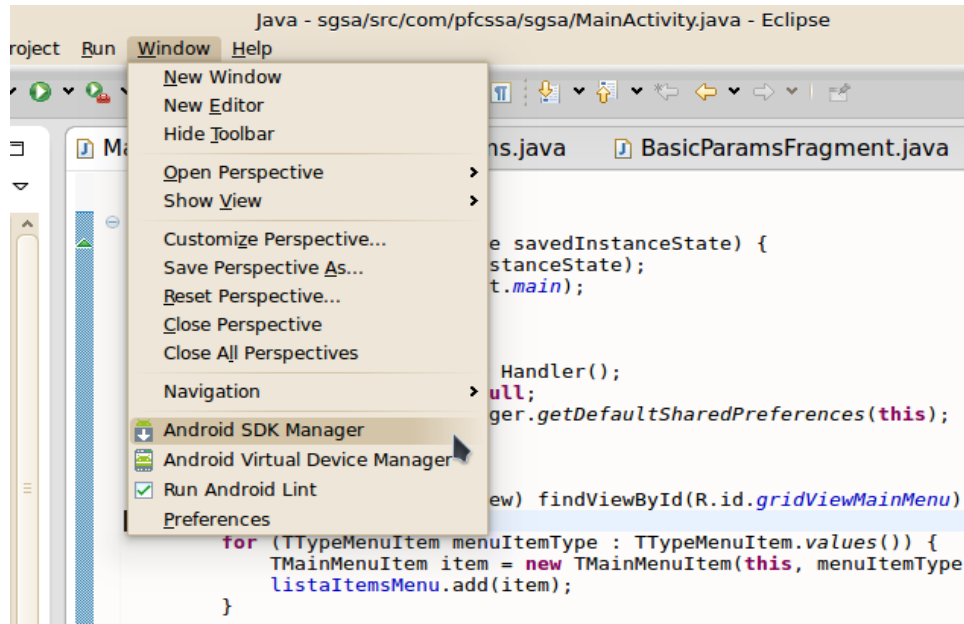 Java - sgsa/src/com/pfcssa/sgsa/MainActivity.java - Eclipse
roject Run Window Help
New Window
New Editor
Hide Toolbar
Open Perspective
Show View
Customize Perspective...
Save Perspective As...
Reset Perspective...
Close Perspective
Close All Perspectives
Navigation
Android SDK Manager
Android Virtual Device Manager
Run Android Lint
Preferences
Ma
ns.java
BasicParamsFragment.java
e savedInstanceState) {
stanceState);
t.main);
Handler();
ull;
ger.getDefaultSharedPreferences(this);
ew) findViewById(R.id.gridViewMainMenu)
for (TTypeMenuItem menuItemType : TTypeMenuItem.values()) {
TMainMenuItem item = new TMainMenuItem(this, menuItemType
listaItemsMenu.add(item);
}